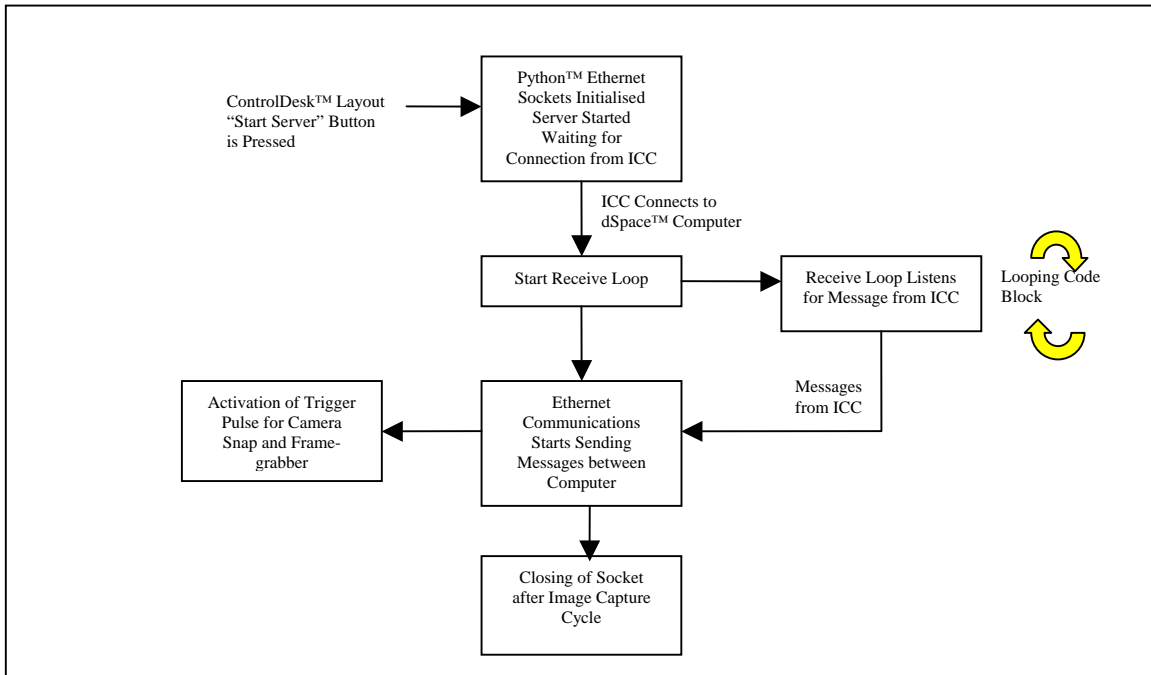 Python™ Ethernet
Sockets Initialised
Server Started
Waiting for
Connection from ICC
ControlDesk™ Layout
“Start Server” Button
is Pressed
ICC Connects to
dSpace™ Computer
Start Receive Loop
Receive Loop Listens
for Message from ICC
Looping Code
Block
Messages
from ICC
Activation of Trigger
Pulse for Camera
Snap and Frame-
grabber
Ethernet
Communications
Starts Sending
Messages between
Computer
Closing of Socket
after Image Capture
Cycle